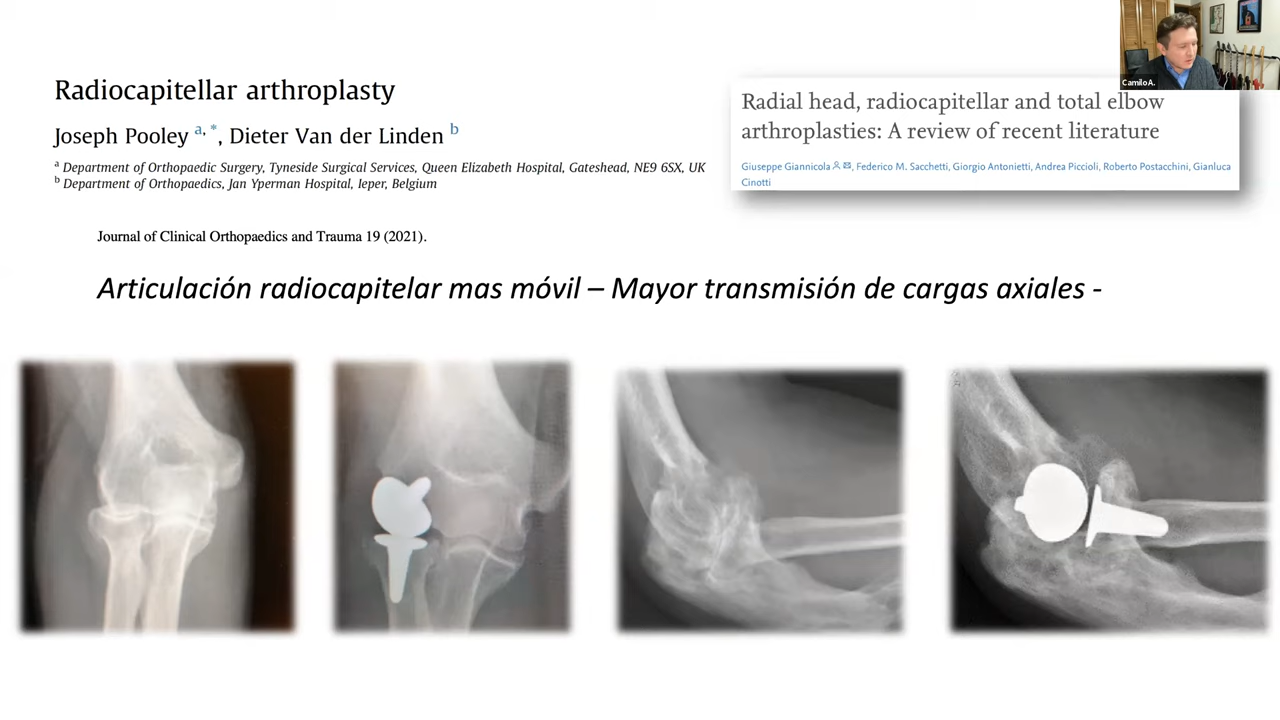 Radiocapitellar arthroplasty
Joseph Pooley a, *, Dieter Van der Linden b
a Department of Orthopaedic Surgery, Tyneside Surgical Services, Queen Elizabeth Hospital, Gateshead, NE9 6SX, UK
b Department of Orthopaedics, Jan Yperman Hospital, Ieper, Belgium
Journal of Clinical Orthopaedics and Trauma 19 (2021).
Camilo A.
Radial head, radiocapitellar and total elbow
arthroplasties: A review of recent literature
Giuseppe Giannicola, Federico M. Sacchetti, Giorgio Antonietti, Andrea Piccioli, Roberto Postacchini, Gianluca
Cinotti
Articulación radiocapitelar mas móvil – Mayor transmisión de cargas axiales -